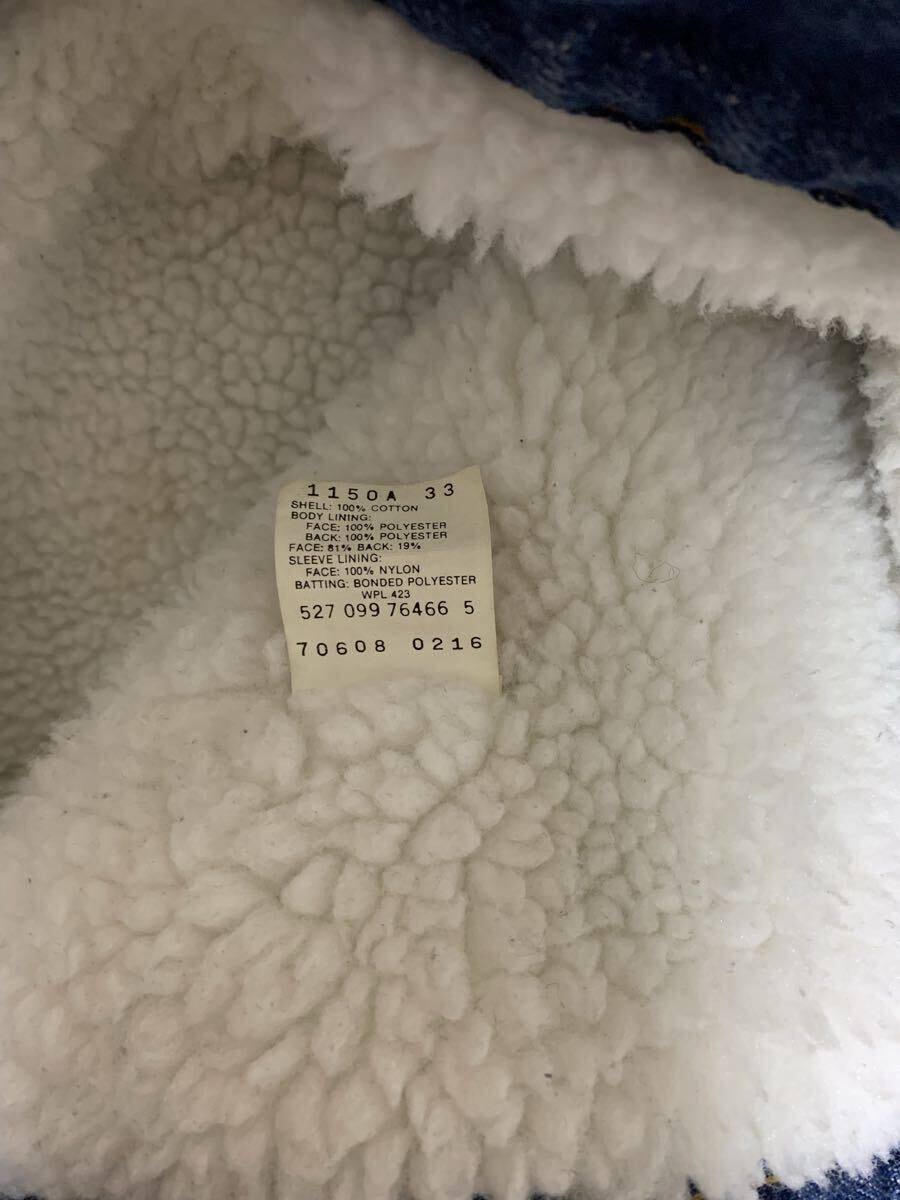 1150A 33
SHELL: 100% COTTON
BODY LINING:
FACE: 100% POLYESTER
BACK: 100% POLYESTER
FACE: 81% BACK: 19%
SLEEVE LINING:
FACE: 100% NYLON
BATTING: BONDED POLYESTER
WPL 423
527 099 76466 5
70608 0216